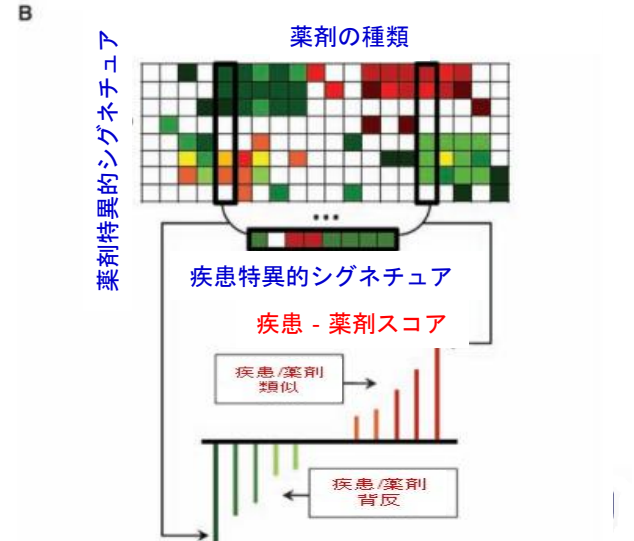 B
薬剤の種類
薬剤特異的シグネチュア
...
疾患特異的シグネチュア
疾患 - 薬剤スコア
疾患/薬剤
類似
疾患/薬剤
背反